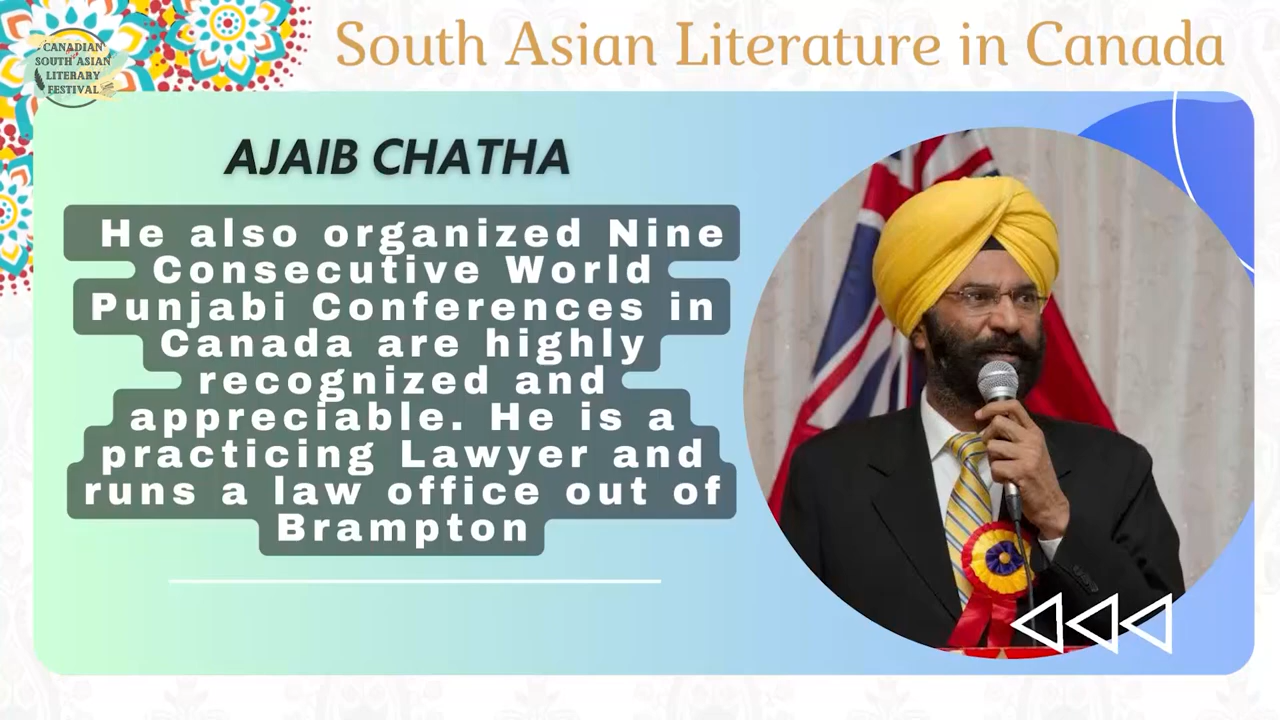 CANADIAN
SOUTH ASIAN
LITERARY
FESTIVAL
South Asian Literature in Canada
AJAIB CHATHA
He also organized Nine
Consecutive World
Punjabi Conferences in
Canada are highly
recognized and
appreciable. He is a
practicing Lawyer and
runs a law office out of
Brampton